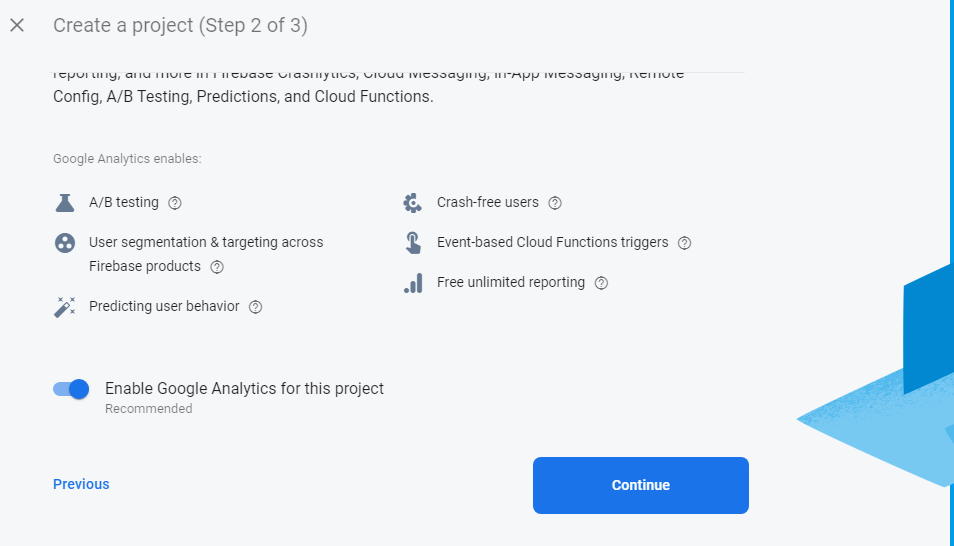 Create a project (Step 2 of 3)
reporting, and more in Firebase Crashlytics, Cloud Messaging, In-App Messaging, Remote
Config, A/B Testing, Predictions, and Cloud Functions.
Google Analytics enables:
A/B testing
User segmentation & targeting across
Firebase products
Predicting user behavior
Crash-free users
Event-based Cloud Functions triggers
Free unlimited reporting
Enable Google Analytics for this project
Recommended
Previous
Continue